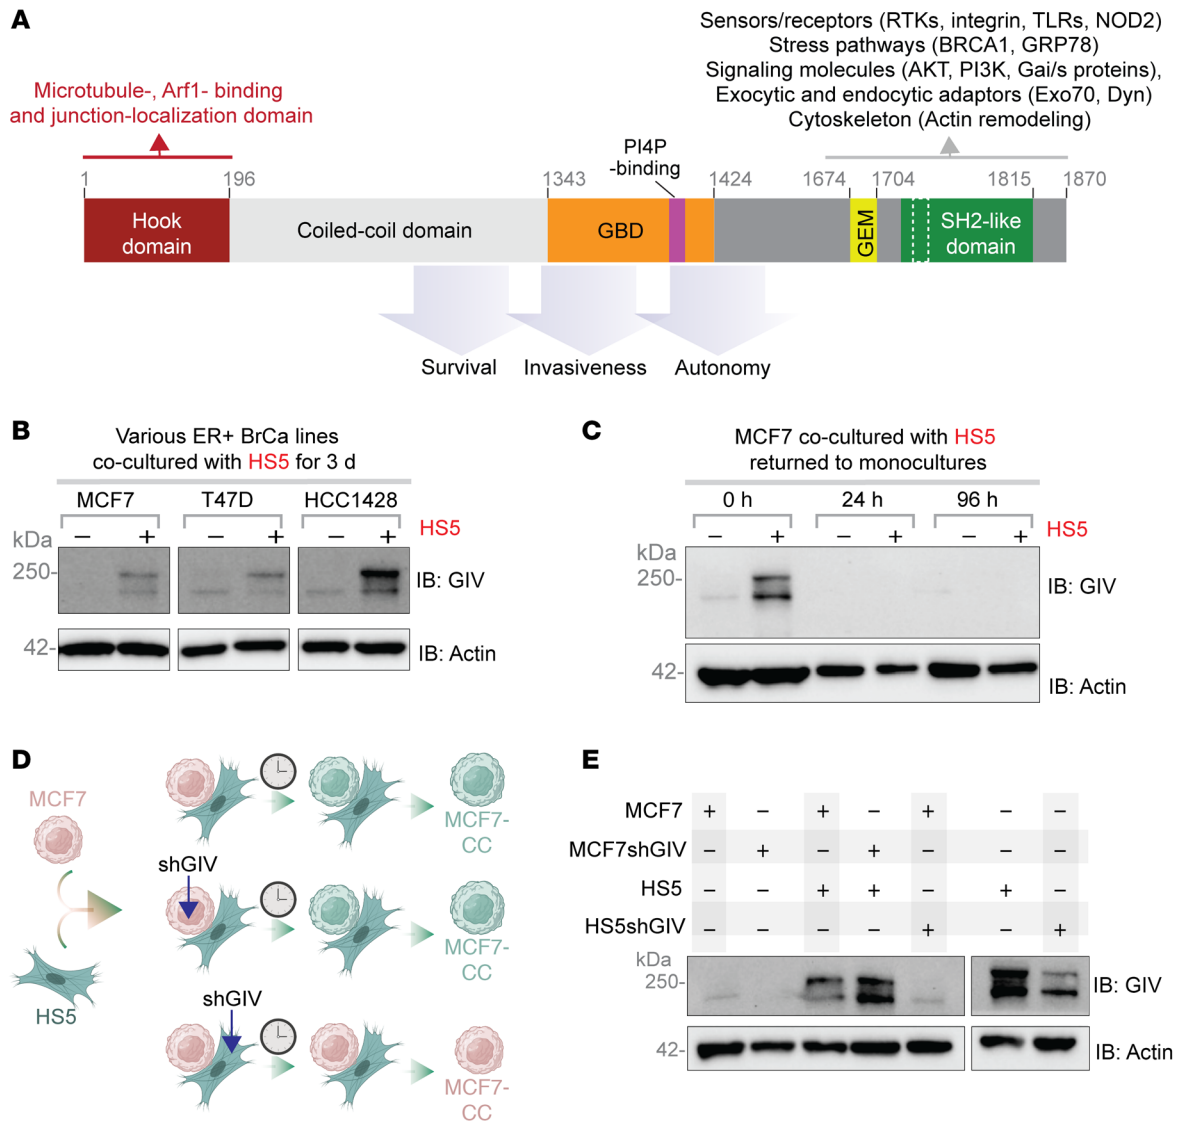 A
Sensors/receptors (RTKs, integrin, TLRs, NOD2)
Stress pathways (BRCA1, GRP78)
Signaling molecules (AKT, PI3K, Gai/s proteins),
Exocytic and endocytic adaptors (Exo70, Dyn)
Cytoskeleton (Actin remodeling)
Microtubule-, Arf1- binding
and junction-localization domain
PI4P
-binding
1 196 1343 1424 1674 1704 1815 1870
Hook
domain
Coiled-coil domain
GBD
GEM
SH2-like
domain
Survival Invasiveness Autonomy
B
Various ER+ BrCa lines
co-cultured with HS5 for 3 d
MCF7 T47D HCC1428
– + – + – + HS5
kDa
250-
IB: GIV
42-
IB: Actin
C
MCF7 co-cultured with HS5
returned to monocultures
0 h 24 h 96 h
– + – + – + HS5
kDa
250-
IB: GIV
42-
IB: Actin
D
MCF7
HS5
MCF7-
CC
shGIV
MCF7-
CC
shGIV
MCF7-
CC
E
MCF7 + – + – + – –
MCF7shGIV – + – + – – –
HS5 – – + + – + –
HS5shGIV – – – – + – +
kDa
250-
IB: GIV
42-
IB: Actin